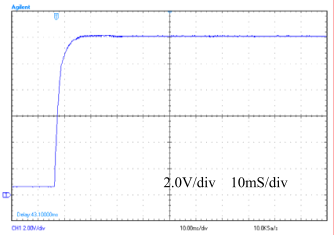 Agilent
2.0V/div 10mS/div
Delay:43.10000ms
CH1 2.00V/div 10.00ms/div 10.0KSa/s